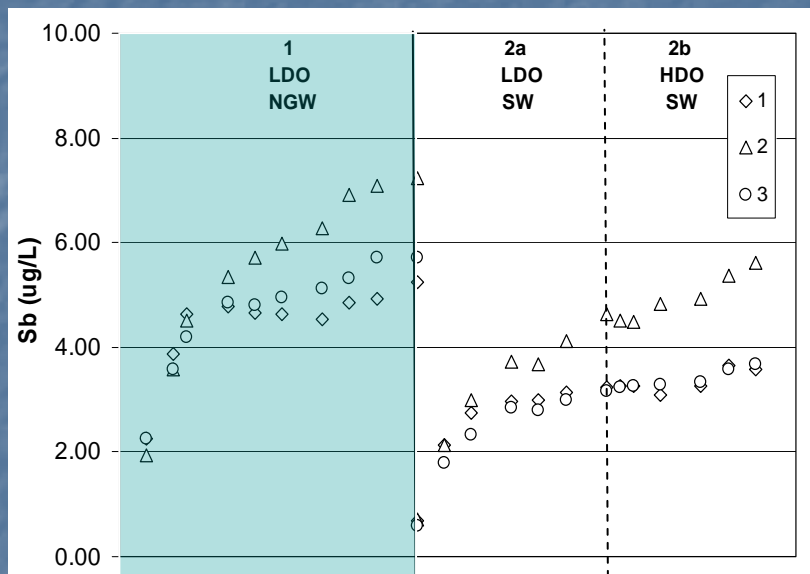 10.00
8.00
6.00
4.00
2.00
0.00
Sb (ug/L)
1
LDO
NGW
2a
LDO
SW
2b
HDO
SW
1
2
3